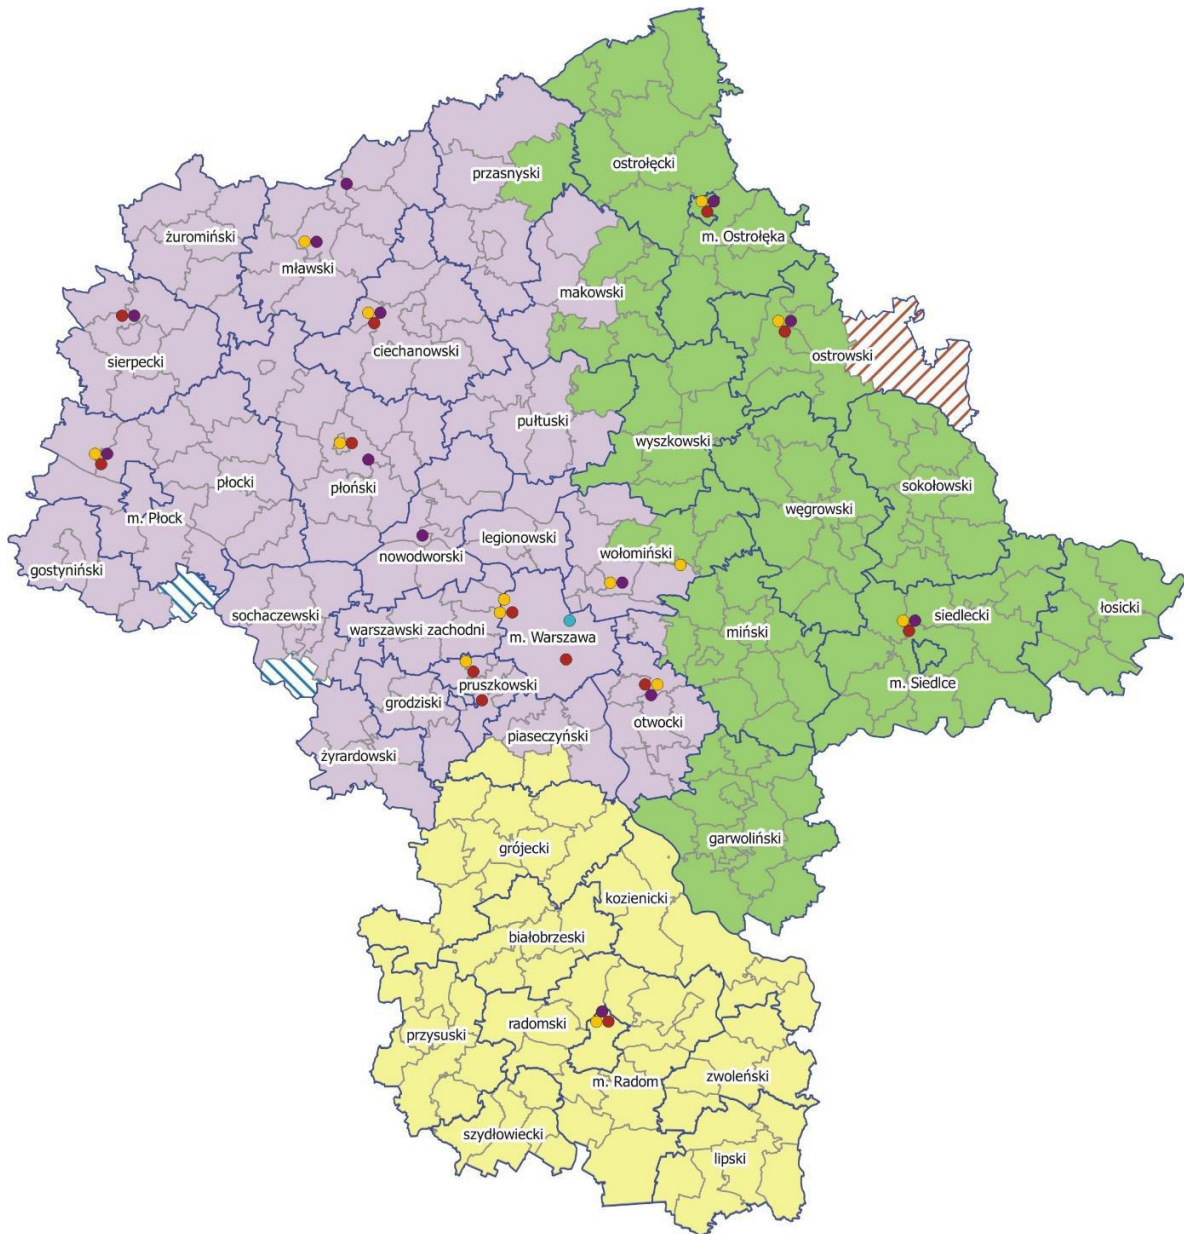 ostrołęcki
przasnyski
żuromiński
m. Ostrołęka
mławski
makowski
ciechanowski
ostrowski
sierpecki
pułtuski
wyszkowski
płocki
płoński
sokołowski
m. Płock
węgrowski
legionowski
nowodworski
wołomiński
gostyniński
sochaczewski
łosicki
siedlecki
warszawski zachodni
m. Warszawa
miński
m. Siedlce
pruszkowski
grodziski
otwocki
piaseczyński
żyrardowski
garwoliński
grójecki
kozienicki
białobrzeski
radomski
przysuski
zwoleński
m. Radom
szydłowiecki
lipski